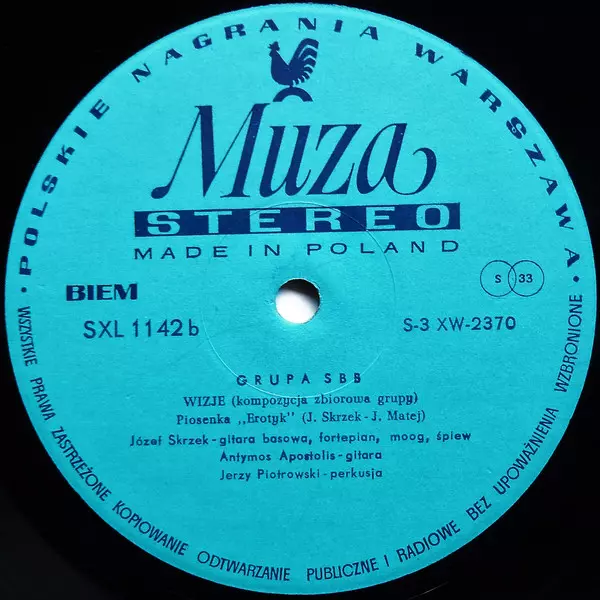 • POLSKIE NAGRANIA WARSZAWA •
Muza
STEREO
MADE IN POLAND
BIEM
S 33
SXL 1142 b
S-3 XW-2370
GRUPA SBB
WIZJE (kompozycja zbiorowa grupy)
Piosenka „Erotyk" (J. Skrzek - J. Matej)
Józef Skrzek - gitara basowa, fortepian, moog, śpiew
Antymos Apostolis - gitara
Jerzy Piotrowski - perkusja
WSZYSTKIE PRAWA ZASTRZEŻONE KOPIOWANIE ODTWARZANIE PUBLICZNE I RADIOWE BEZ UPOWAŻNIENIA WZBRONIONE